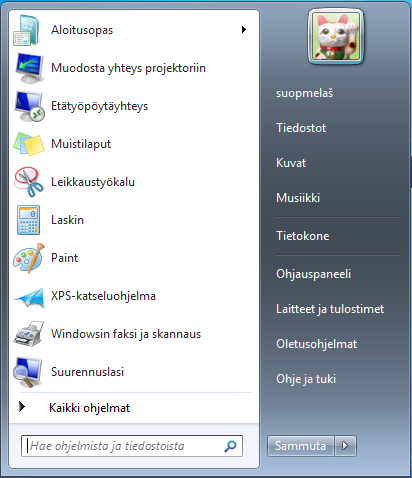 Aloitusopas
Muodosta yhteys projektoriin
Etätyöpöytäyhteys
Muistilaput
Leikkaustyökalu
Laskin
Paint
XPS-katseluohjelma
Windowsin faksi ja skannaus
Suurennuslasi
Kaikki ohjelmat
Hae ohjelmista ja tiedostoista
suopmelaš
Tiedostot
Kuvat
Musiikki
Tietokone
Ohjauspaneeli
Laitteet ja tulostimet
Oletusohjelmat
Ohje ja tuki
Sammuta